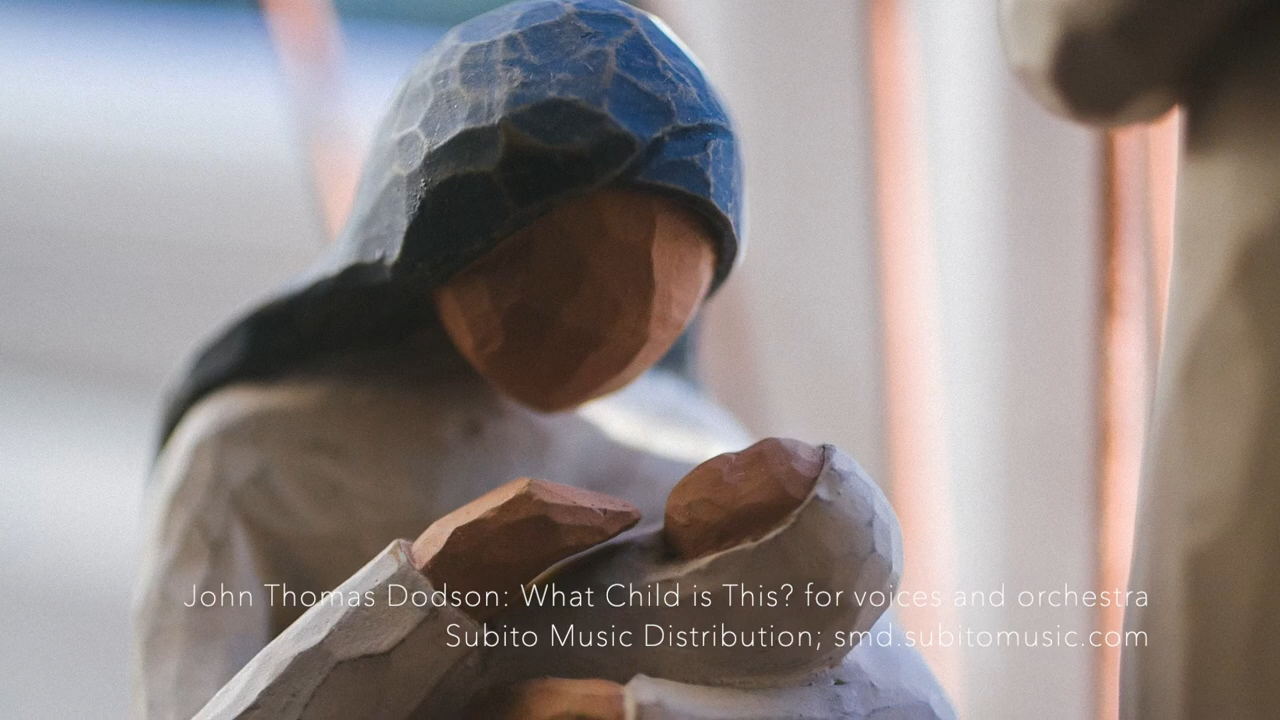 John Thomas Dodson: What Child is This? for voices and orchestra
Subito Music Distribution; smd.subitomusic.com